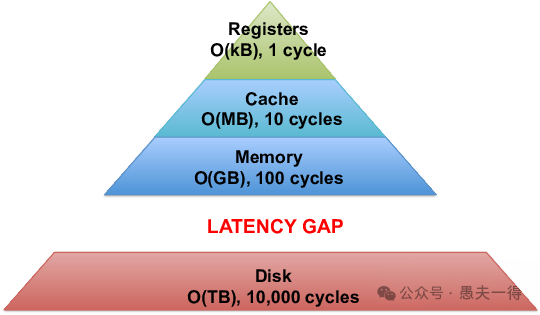 Registers
O(kB), 1 cycle
Cache
O(MB), 10 cycles
Memory
O(GB), 100 cycles
LATENCY GAP
Disk
O(TB), 10,000 cycles
公众号 · 愚夫一得